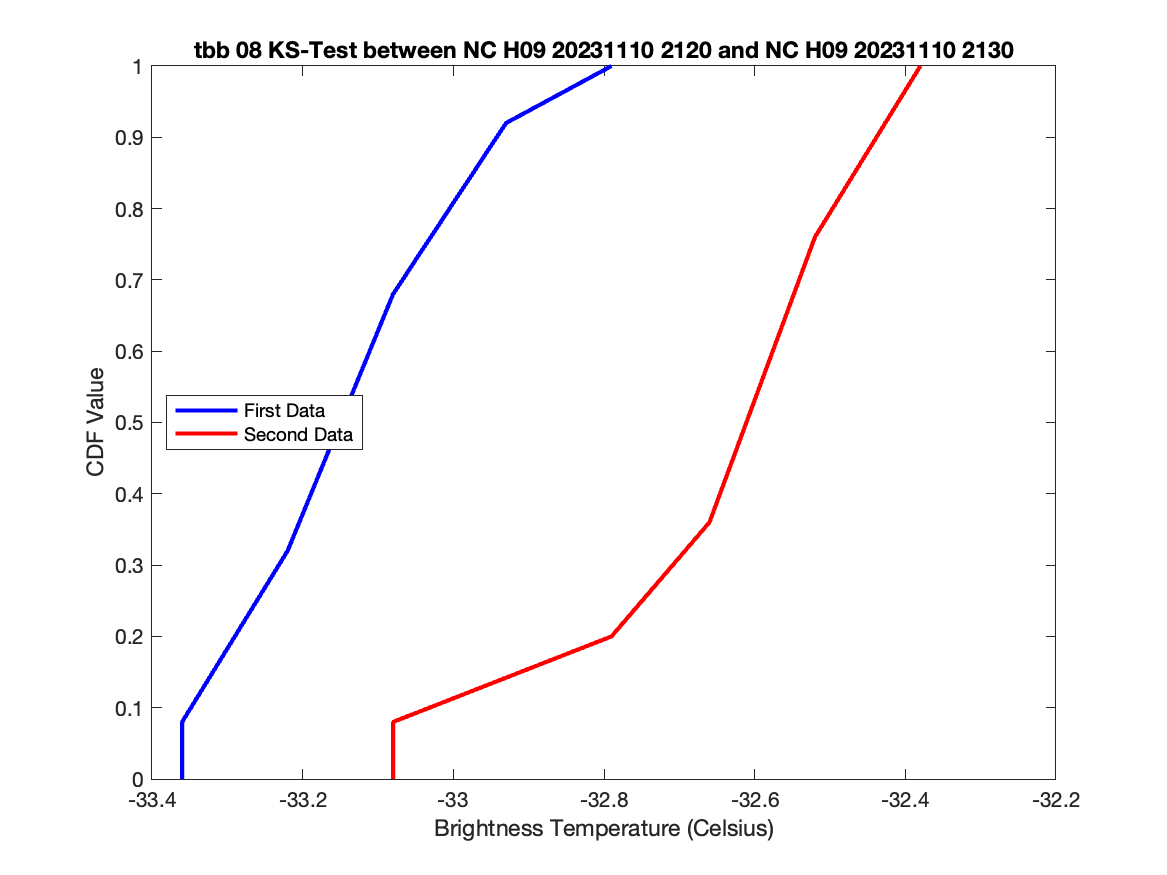 tbb 08 KS-Test between NC H09 20231110 2120 and NC H09 20231110 2130
1
0.9
0.8
0.7
0.6
0.5
0.4
0.3
0.2
0.1
0
CDF Value
First Data
Second Data
-33.4 -33.2 -33 -32.8 -32.6 -32.4 -32.2
Brightness Temperature (Celsius)